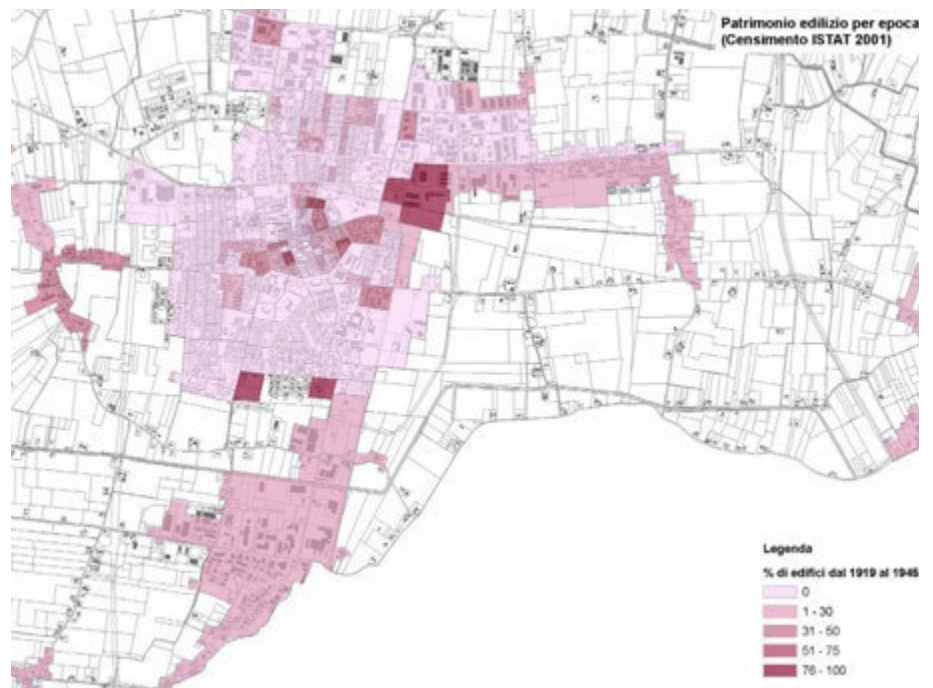 Patrimonio edilizio per epoca
(Censimento ISTAT 2001)
Legenda
% di edifici dal 1919 al 1945
0
1 - 30
31 - 50
51 - 75
76 - 100